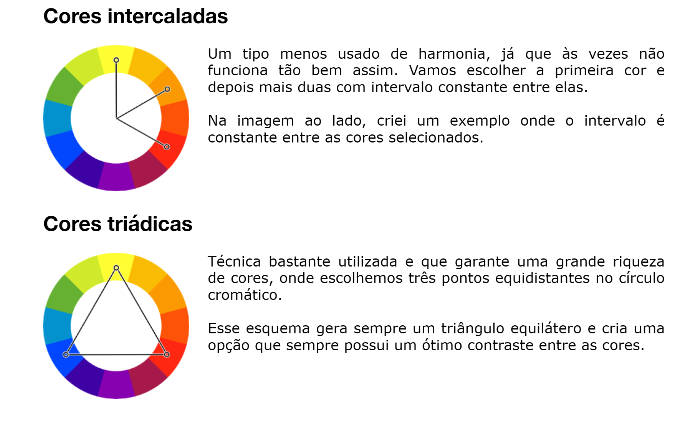 Cores intercaladas
Um tipo menos usado de harmonia, já que às vezes não
funciona tão bem assim. Vamos escolher a primeira cor e
depois mais duas com intervalo constante entre elas.
Na imagem ao lado, criei um exemplo onde o intervalo é
constante entre as cores selecionados.
Cores triádicas
Técnica bastante utilizada e que garante uma grande riqueza
de cores, onde escolhemos três pontos equidistantes no círculo
cromático.
Esse esquema gera sempre um triângulo equilátero e cria uma
opção que sempre possui um ótimo contraste entre as cores.